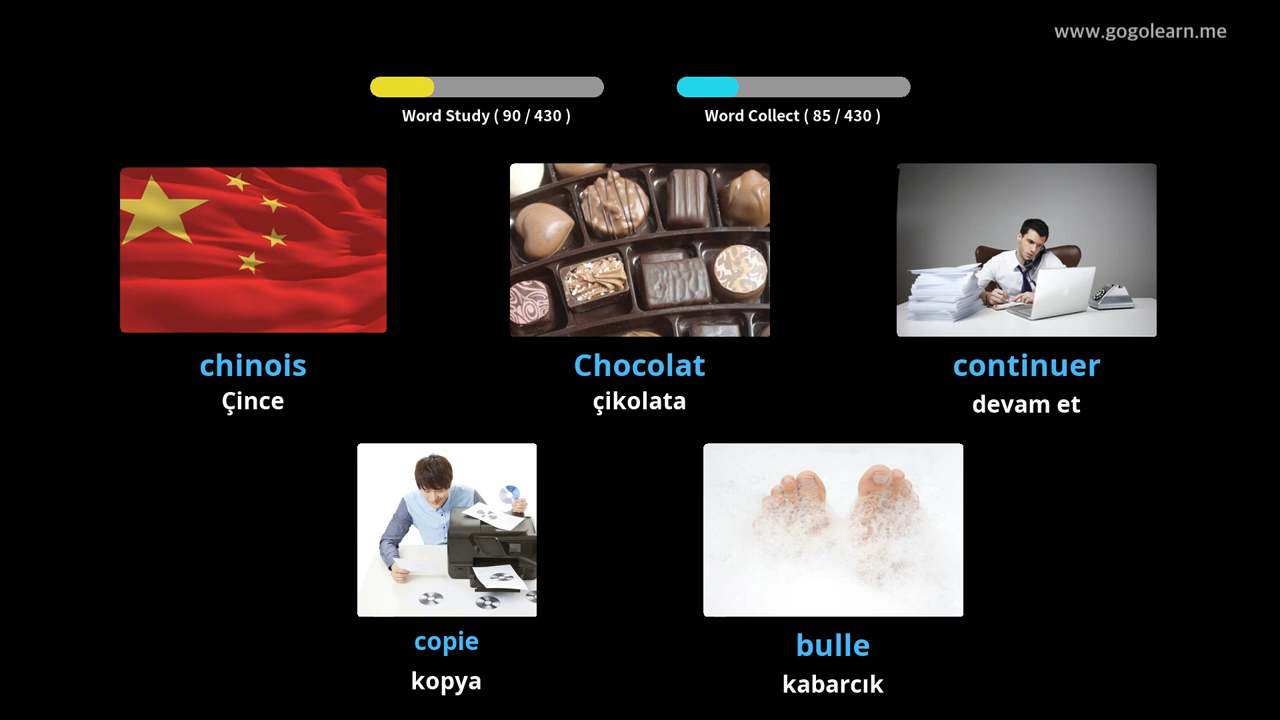 www.gogolearn.me
Word Study ( 90 / 430 )
Word Collect ( 85 / 430 )
chinois
Çince
Chocolat
çikolata
continuer
devam et
copie
kopya
bulle
kabarcık